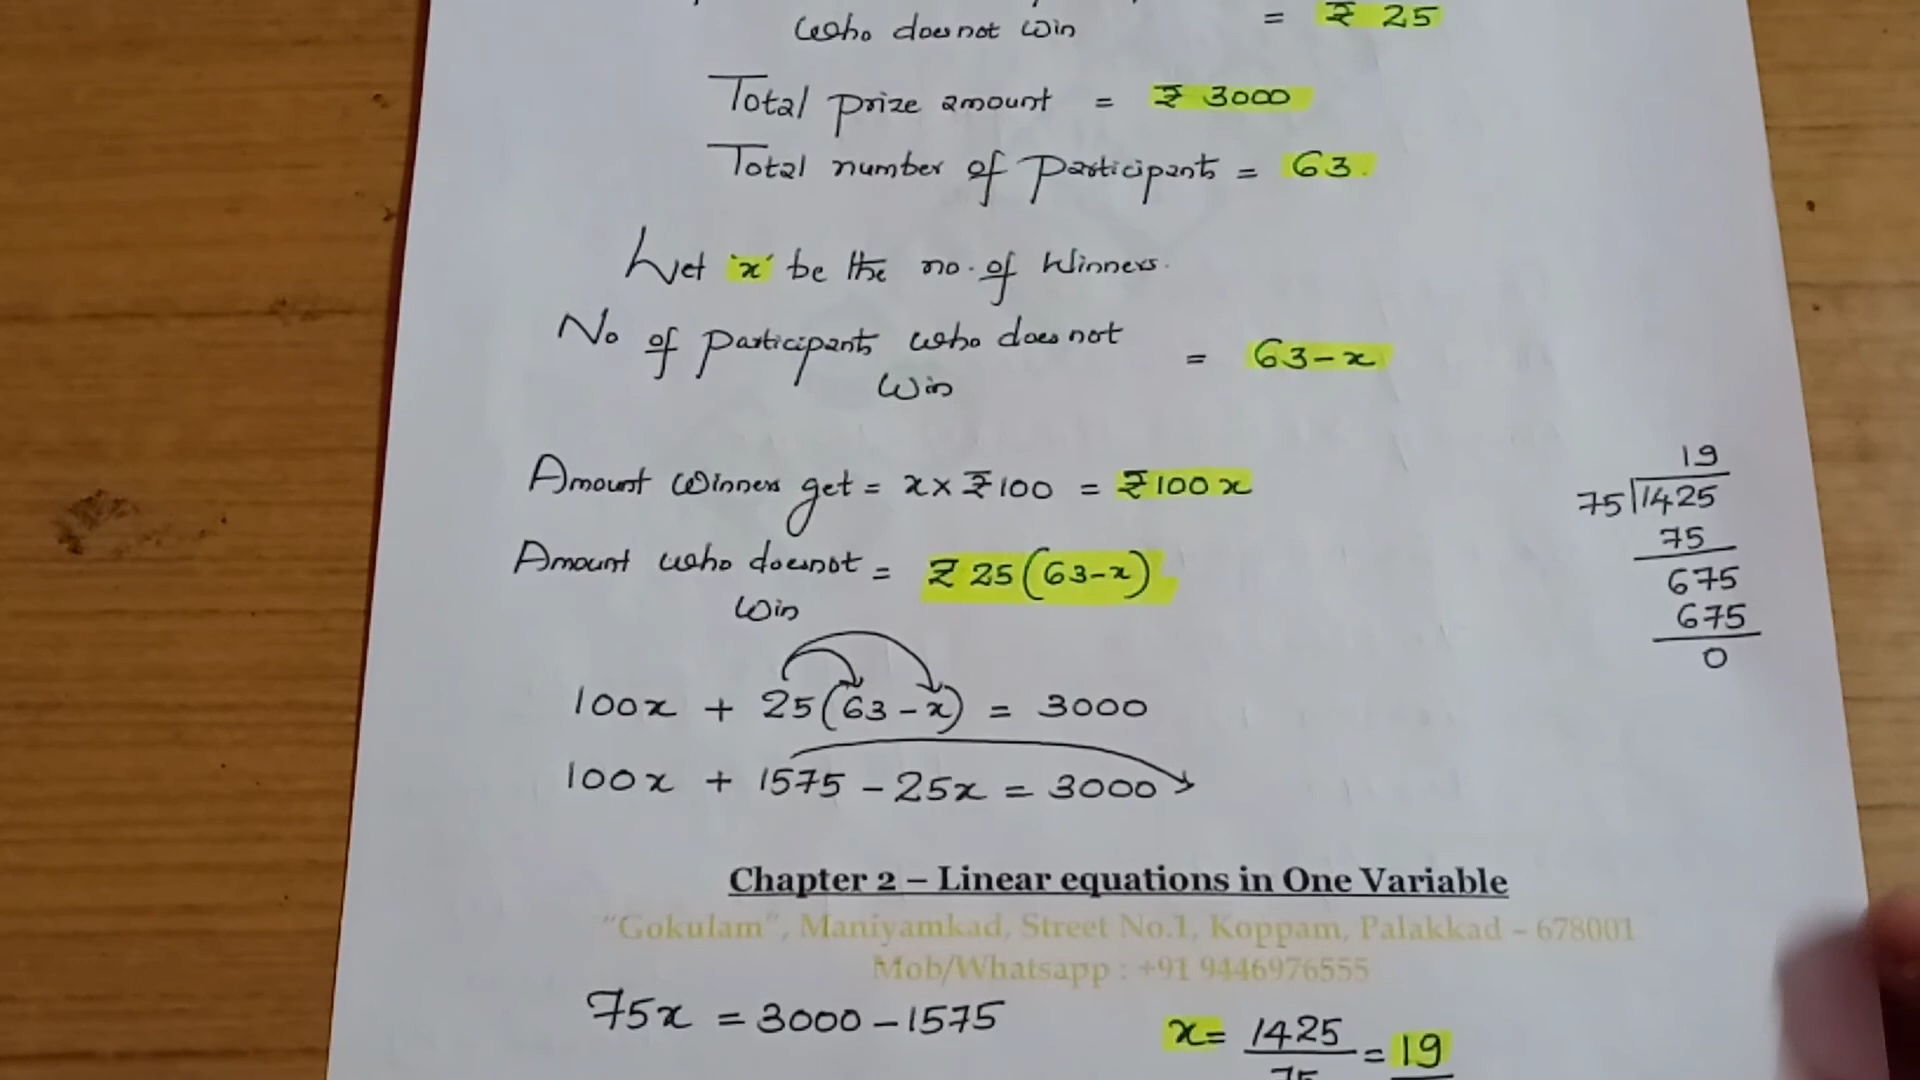 who does not win = ₹ 25
Total prize amount = ₹ 3000
Total number of participants = 63.
Let 'x' be the no. of Winners.
No of participants who does not = 63 - x
win
Amount winners get = x × ₹100 = ₹100 x
Amount who doesnot = ₹ 25(63-x)
win
100x + 25(63-x) = 3000
100x + 1575 - 25x = 3000
19
75 1425
75
675
675
0
Chapter 2 – Linear equations in One Variable
"Gokulam", Maniyamkad, Street No.1, Koppam, Palakkad – 678001
Mob/Whatsapp : +91 9446976555
75x = 3000 - 1575
x = 1425 = 19
75